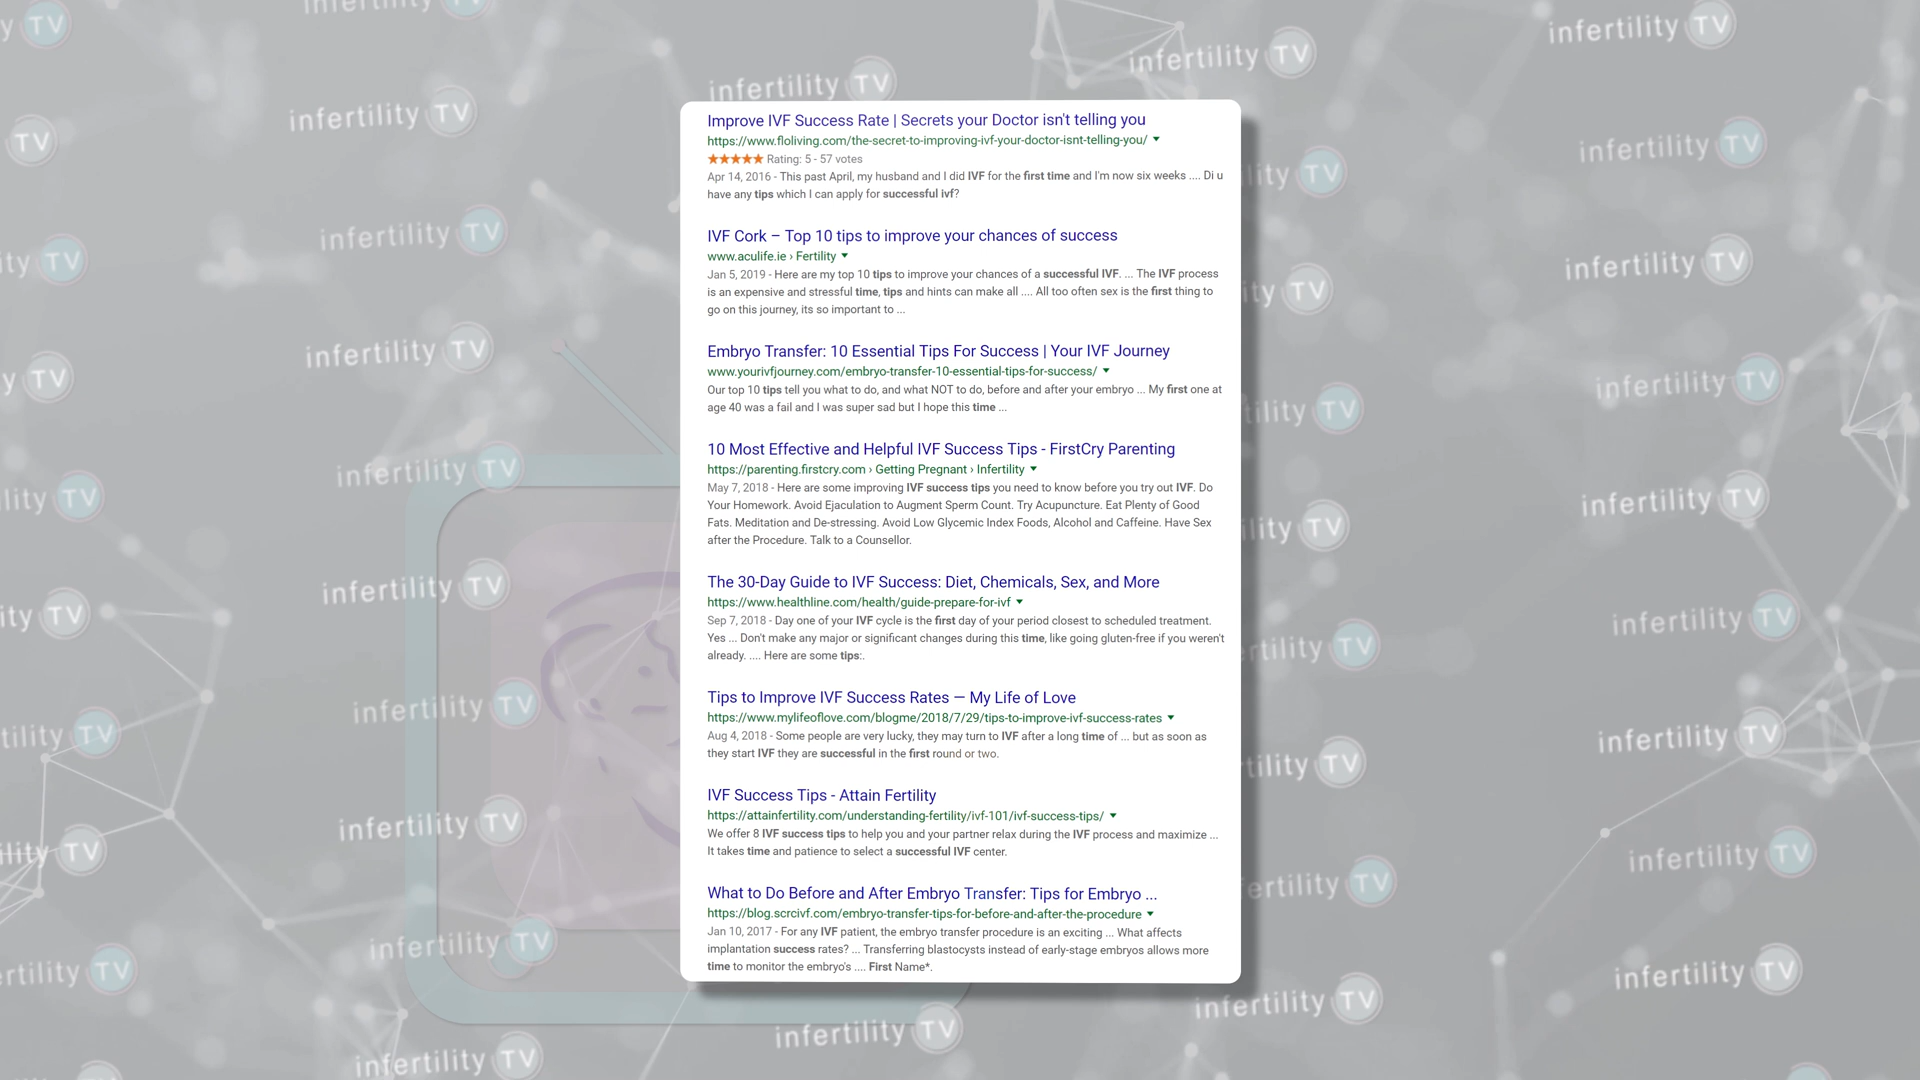 Improve IVF Success Rate | Secrets your Doctor isn't telling you
https://www.floliving.com/the-secret-to-improving-ivf-your-doctor-isnt-telling-you/
Rating: 5 - 57 votes
Apr 14, 2016 - This past April, my husband and I did IVF for the first time and I'm now six weeks .... Di u
have any tips which I can apply for successful ivf?
IVF Cork – Top 10 tips to improve your chances of success
www.aculife.ie › Fertility
Jan 5, 2019 - Here are my top 10 tips to improve your chances of a successful IVF. ... The IVF process
is an expensive and stressful time, tips and hints can make all .... All too often sex is the first thing to
go on this journey, its so important to ...
Embryo Transfer: 10 Essential Tips For Success | Your IVF Journey
www.yourivfjourney.com/embryo-transfer-10-essential-tips-for-success/
Our top 10 tips tell you what to do, and what NOT to do, before and after your embryo ... My first one at
age 40 was a fail and I was super sad but I hope this time ...
10 Most Effective and Helpful IVF Success Tips - FirstCry Parenting
https://parenting.firstcry.com › Getting Pregnant › Infertility
May 7, 2018 - Here are some improving IVF success tips you need to know before you try out IVF. Do
Your Homework. Avoid Ejaculation to Augment Sperm Count. Try Acupuncture. Eat Plenty of Good
Fats. Meditation and De-stressing. Avoid Low Glycemic Index Foods, Alcohol and Caffeine. Have Sex
after the Procedure. Talk to a Counsellor.
The 30-Day Guide to IVF Success: Diet, Chemicals, Sex, and More
https://www.healthline.com/health/guide-prepare-for-ivf
Sep 7, 2018 - Day one of your IVF cycle is the first day of your period closest to scheduled treatment.
Yes ... Don't make any major or significant changes during this time, like going gluten-free if you weren't
already. .... Here are some tips:.
Tips to Improve IVF Success Rates — My Life of Love
https://www.mylifeoflove.com/blogme/2018/7/29/tips-to-improve-ivf-success-rates
Aug 4, 2018 - Some people are very lucky, they may turn to IVF after a long time of ... but as soon as
they start IVF they are successful in the first round or two.
IVF Success Tips - Attain Fertility
https://attainfertility.com/understanding-fertility/ivf-101/ivf-success-tips/
We offer 8 IVF success tips to help you and your partner relax during the IVF process and maximize ...
It takes time and patience to select a successful IVF center.
What to Do Before and After Embryo Transfer: Tips for Embryo ...
https://blog.scrcivf.com/embryo-transfer-tips-for-before-and-after-the-procedure
Jan 10, 2017 - For any IVF patient, the embryo transfer procedure is an exciting ... What affects
implantation success rates? ... Transferring blastocysts instead of early-stage embryos allows more
time to monitor the embryo's .... First Name*.
infertility TV